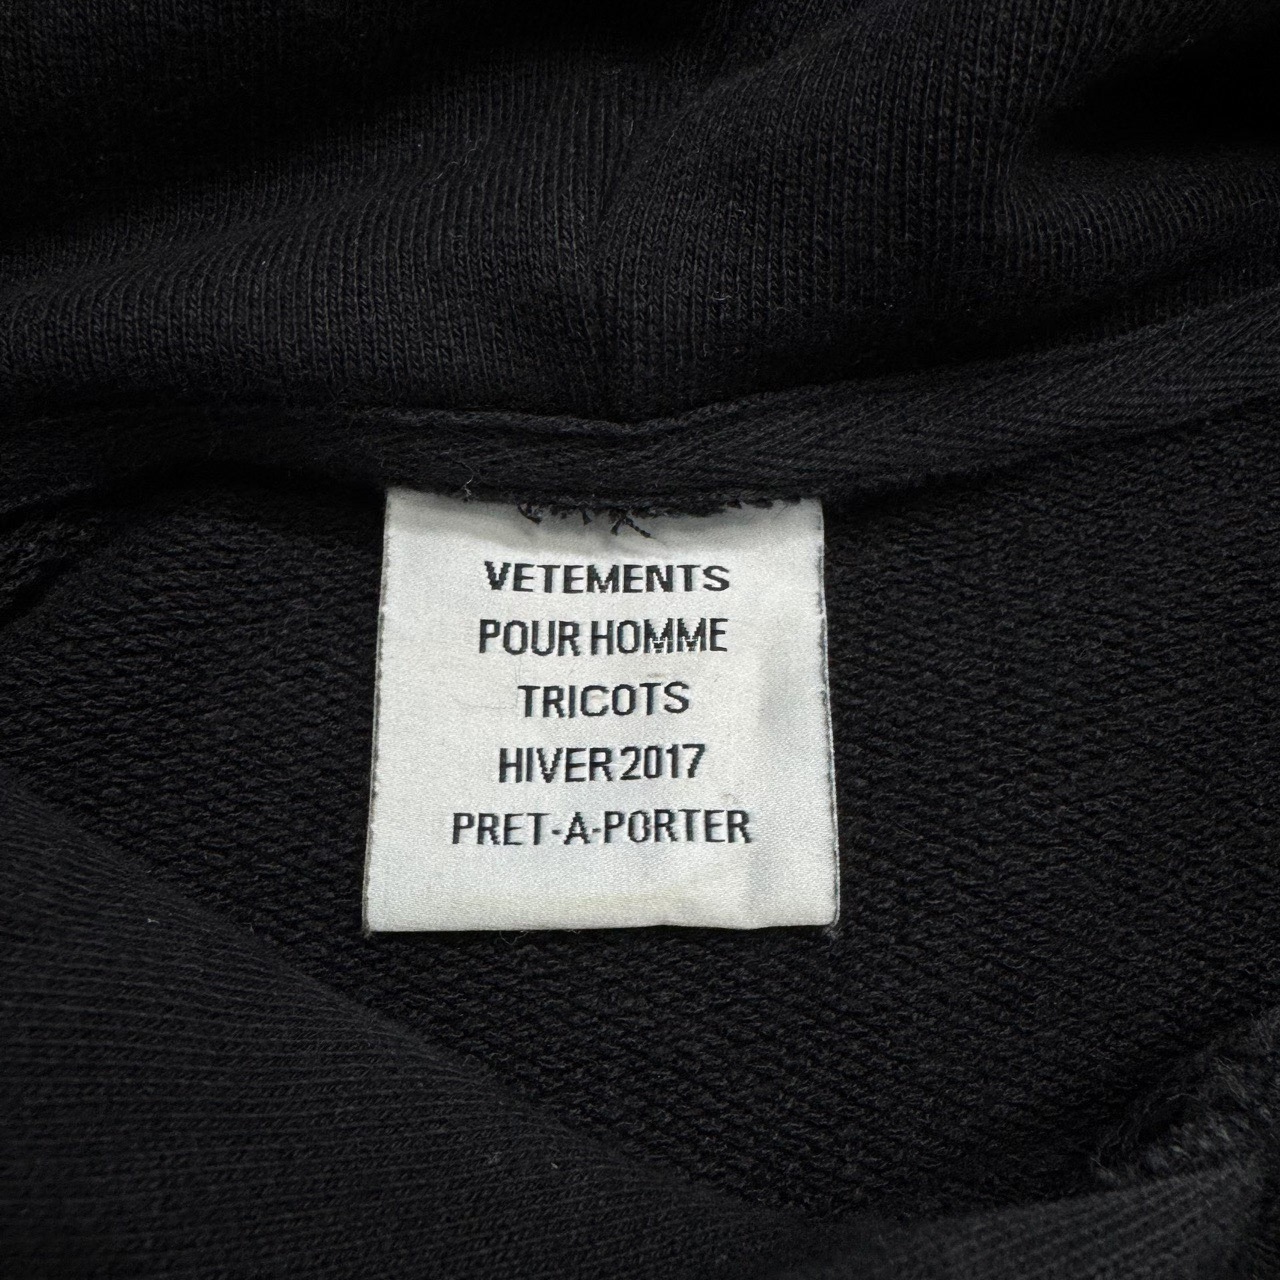 VETEMENTS
POUR HOMME
TRICOTS
HIVER 2017
PRET-A-PORTER